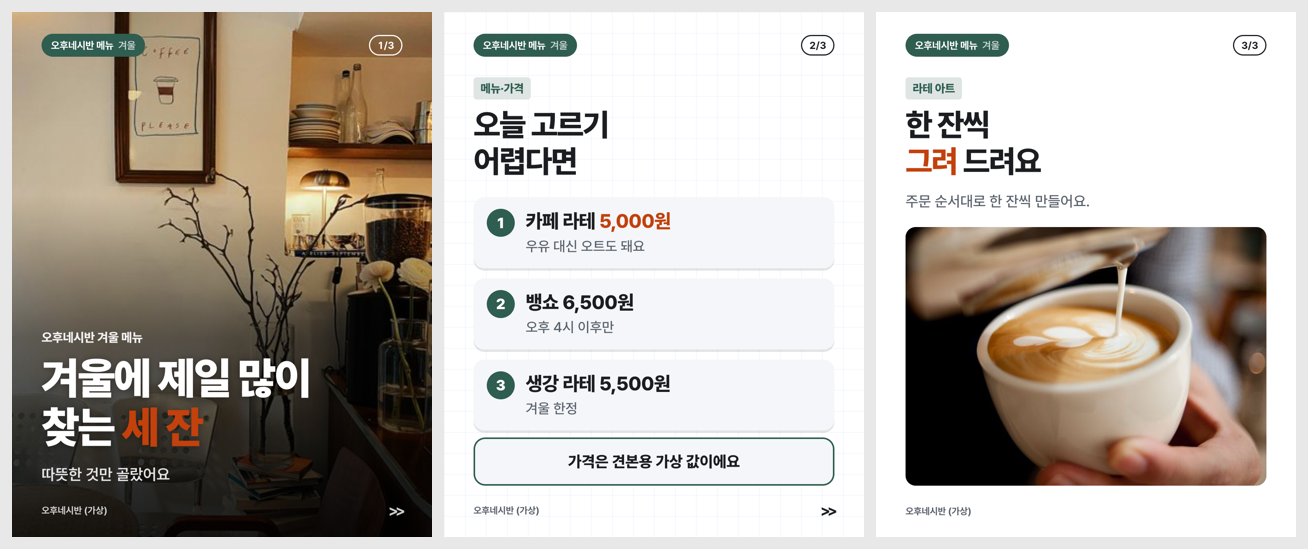 오후네시반 메뉴 겨울
1/3
C*FFEE
PLEASE
오후네시반 겨울 메뉴
겨울에 제일 많이
찾는 세 잔
따뜻한 것만 골랐어요
오후네시반 (가상)
>>
오후네시반 메뉴 겨울
2/3
메뉴·가격
오늘 고르기
어렵다면
1 카페 라테 5,000원
우유 대신 오트도 돼요
2 뱅쇼 6,500원
오후 4시 이후만
3 생강 라테 5,500원
겨울 한정
가격은 견본용 가상 값이에요
오후네시반 (가상)
>>
오후네시반 메뉴 겨울
3/3
라테 아트
한 잔씩
그려 드려요
주문 순서대로 한 잔씩 만들어요.
오후네시반 (가상)